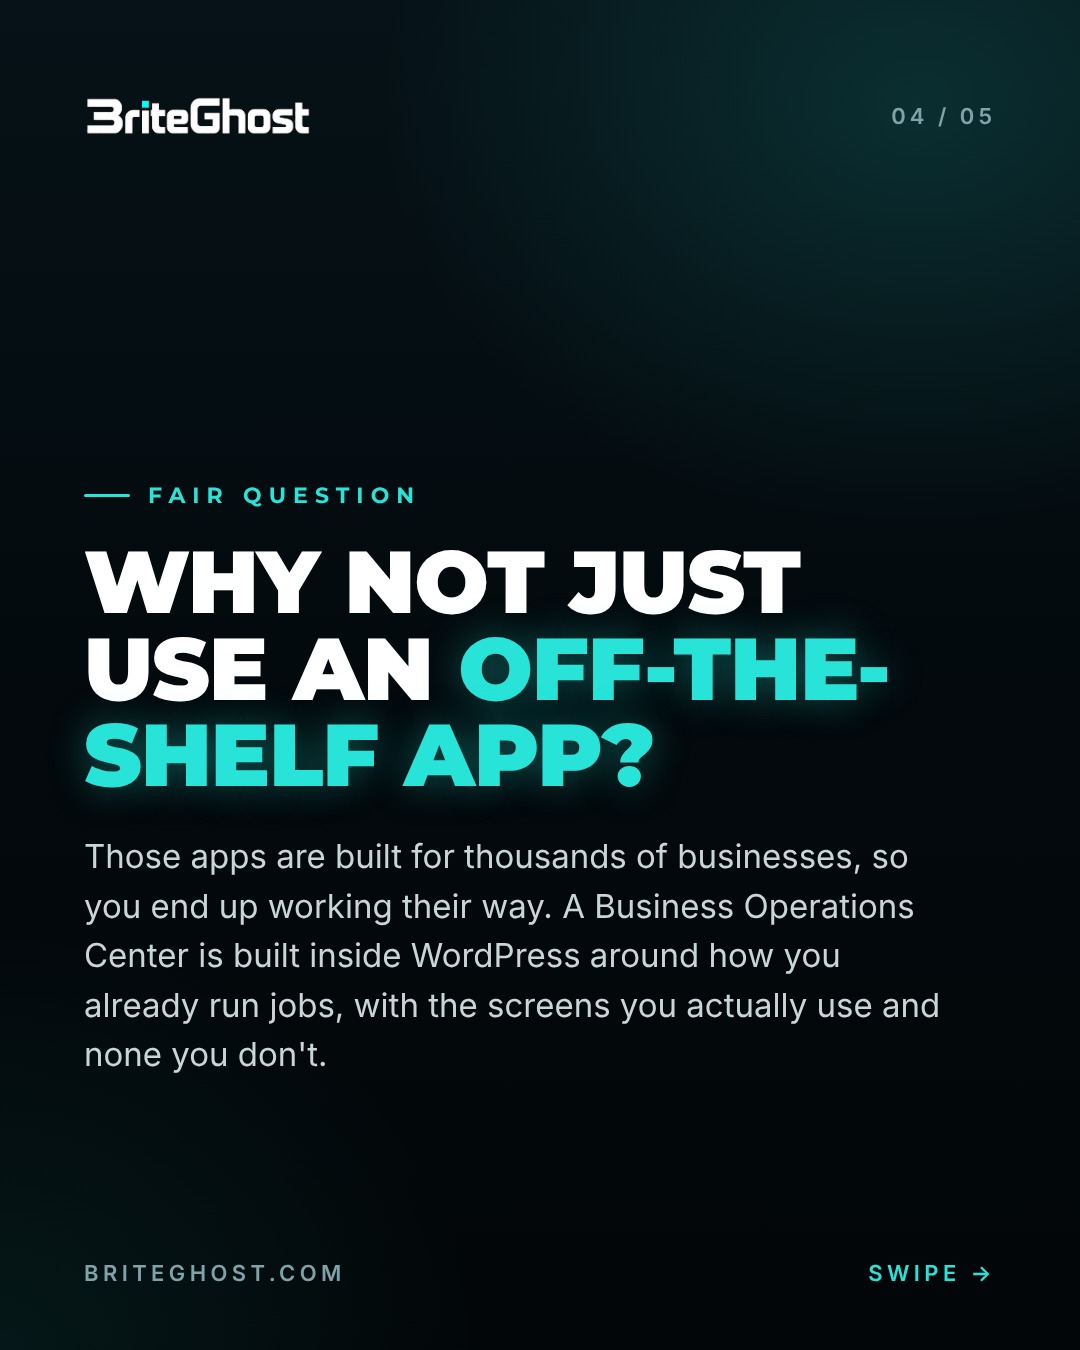 BriteGhost
04 / 05
FAIR QUESTION
WHY NOT JUST
USE AN OFF-THE-
SHELF APP?
Those apps are built for thousands of businesses, so
you end up working their way. A Business Operations
Center is built inside WordPress around how you
already run jobs, with the screens you actually use and
none you don't.
BRITEGHOST.COM
SWIPE →